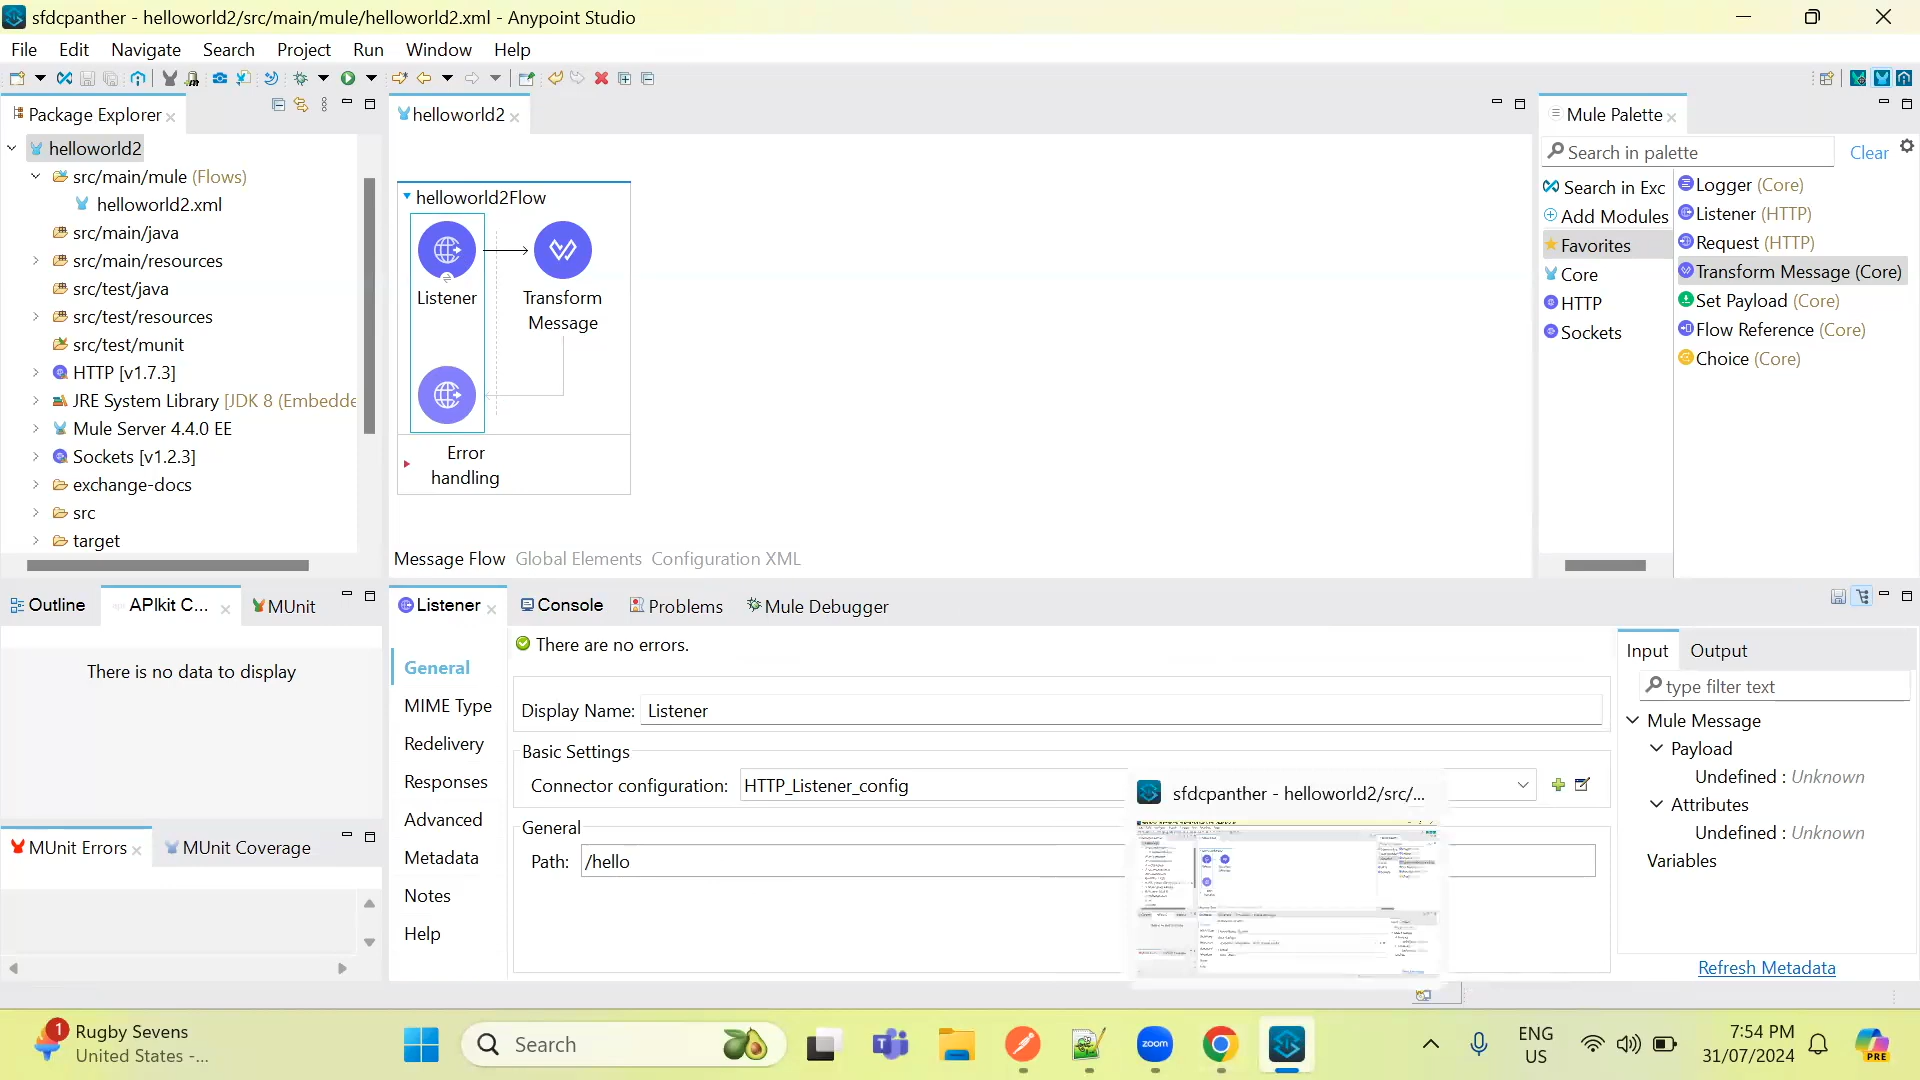 sfdcpanther - helloworld2/src/main/mule/helloworld2.xml - Anypoint Studio
File Edit Navigate Search Project Run Window Help
Package Explorer
helloworld2
src/main/mule (Flows)
helloworld2.xml
src/main/java
src/main/resources
src/test/java
src/test/resources
src/test/munit
HTTP [v1.7.3]
JRE System Library [JDK 8 (Embedde
Mule Server 4.4.0 EE
Sockets [v1.2.3]
exchange-docs
src
target
helloworld2
helloworld2Flow
Listener
Transform
Message
Error
handling
Message Flow Global Elements Configuration XML
Mule Palette
Search in palette
Clear
Search in Exc
Add Modules
Favorites
Core
HTTP
Sockets
Logger (Core)
Listener (HTTP)
Request (HTTP)
Transform Message (Core)
Set Payload (Core)
Flow Reference (Core)
Choice (Core)
Outline APIkit C... MUnit
There is no data to display
MUnit Errors MUnit Coverage
Listener Console Problems Mule Debugger
There are no errors.
General
MIME Type
Redelivery
Responses
Advanced
Metadata
Notes
Help
Display Name: Listener
Basic Settings
Connector configuration: HTTP_Listener_config
General
Path: /hello
sfdcpanther - helloworld2/src/...
Input Output
type filter text
Mule Message
Payload
Undefined : Unknown
Attributes
Undefined : Unknown
Variables
Refresh Metadata
1
Rugby Sevens
United States -...
Search
zoom
ENG
US
7:54 PM
31/07/2024
PRE